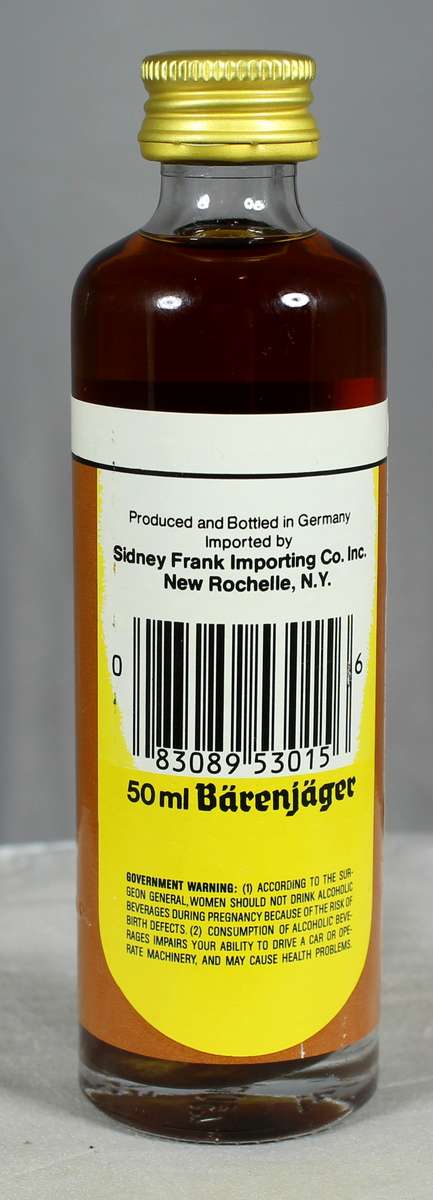 Produced and Bottled in Germany
Imported by
Sidney Frank Importing Co. Inc.
New Rochelle, N.Y.
0 83089 53015 6
50 ml Bärenjäger
GOVERNMENT WARNING: (1) ACCORDING TO THE SUR-
GEON GENERAL, WOMEN SHOULD NOT DRINK ALCOHOLIC
BEVERAGES DURING PREGNANCY BECAUSE OF THE RISK OF
BIRTH DEFECTS. (2) CONSUMPTION OF ALCOHOLIC BEVE-
RAGES IMPAIRS YOUR ABILITY TO DRIVE A CAR OR OPE-
RATE MACHINERY, AND MAY CAUSE HEALTH PROBLEMS.